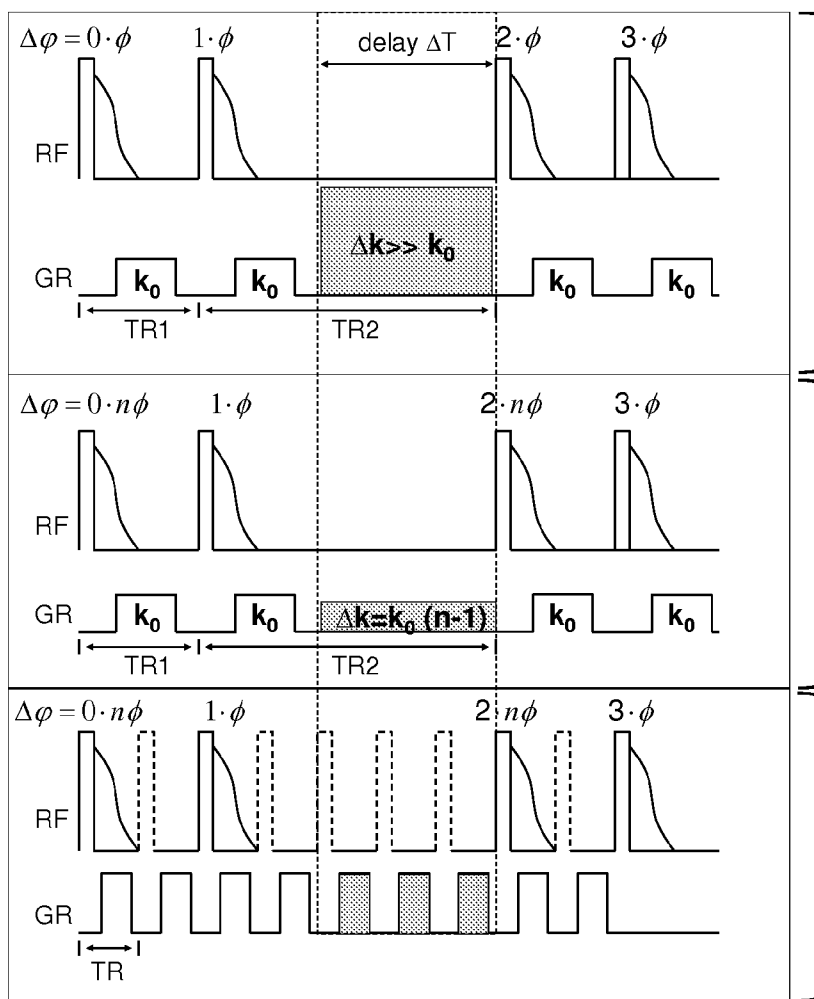 Δφ = 0·ϕ 1·ϕ delay ΔT 2·ϕ 3·ϕ
RF
Δk>> k₀
GR k₀ k₀ k₀ k₀
TR1 TR2
Δφ = 0·nϕ 1·ϕ 2·nϕ 3·ϕ
RF
GR k₀ k₀ Δk=k₀ (n-1) k₀ k₀
TR1 TR2
Δφ = 0·nϕ 1·ϕ 2·nϕ 3·ϕ
RF
GR
TR